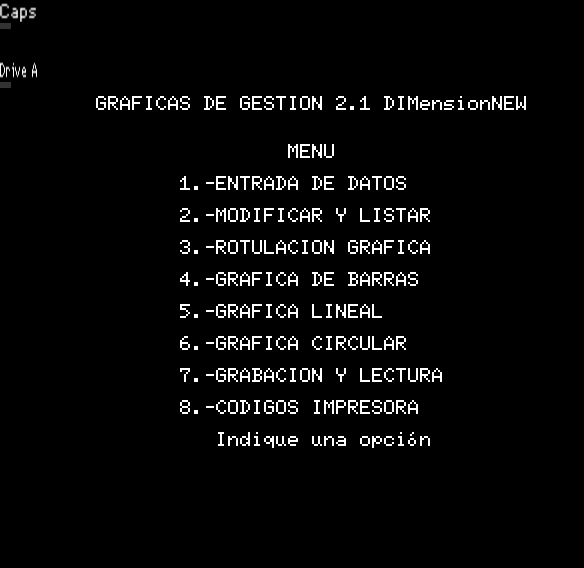 Caps
Drive A
GRAFICAS DE GESTION 2.1 DIMensionNEW
MENU
1.-ENTRADA DE DATOS
2.-MODIFICAR Y LISTAR
3.-ROTULACION GRAFICA
4.-GRAFICA DE BARRAS
5.-GRAFICA LINEAL
6.-GRAFICA CIRCULAR
7.-GRABACION Y LECTURA
8.-CODIGOS IMPRESORA
Indique una opción